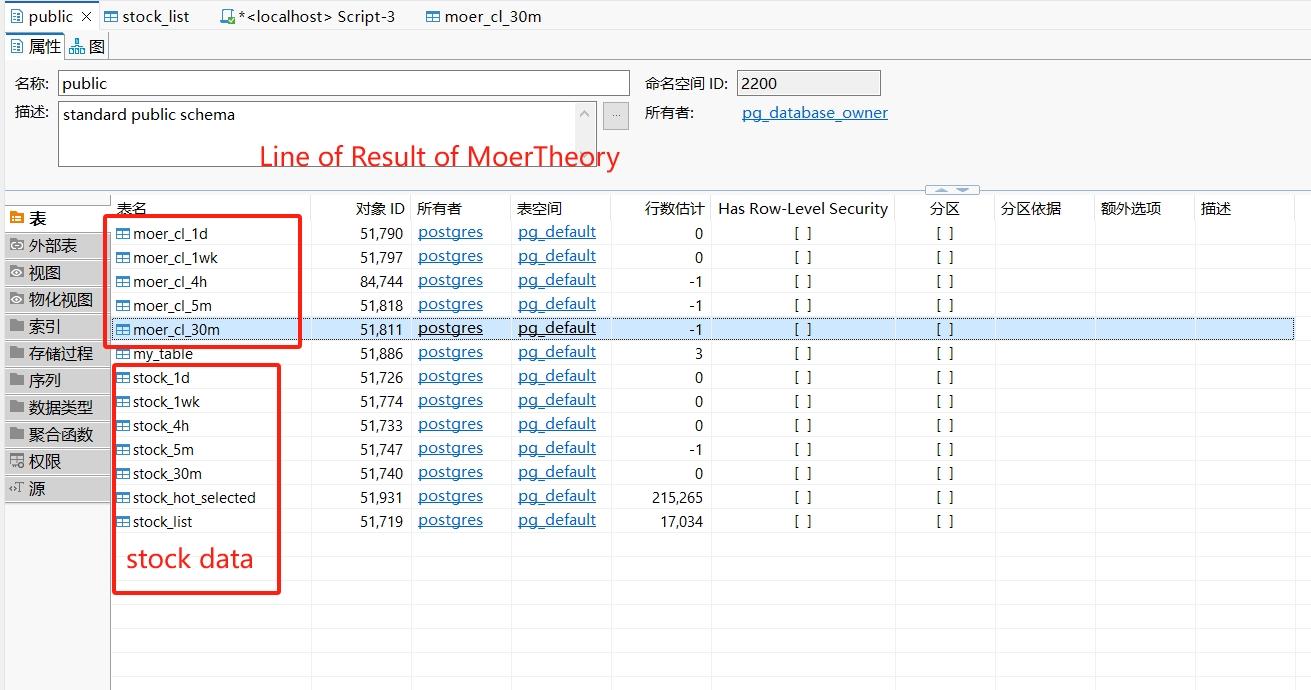 public stock_list *<localhost> Script-3 moer_cl_30m
属性 图
名称: public 命名空间 ID: 2200
描述: standard public schema ... 所有者: pg_database_owner
Line of Result of MoerTheory
表名 对象 ID 所有者 表空间 行数估计 Has Row-Level Security 分区 分区依据 额外选项 描述
表
外部表
视图
物化视图
索引
存储过程
序列
数据类型
聚合函数
权限
源
moer_cl_1d 51,790 postgres pg_default 0 [ ] [ ]
moer_cl_1wk 51,797 postgres pg_default 0 [ ] [ ]
moer_cl_4h 84,744 postgres pg_default -1 [ ] [ ]
moer_cl_5m 51,818 postgres pg_default -1 [ ] [ ]
moer_cl_30m 51,811 postgres pg_default -1 [ ] [ ]
my_table 51,886 postgres pg_default 3 [ ] [ ]
stock_1d 51,726 postgres pg_default 0 [ ] [ ]
stock_1wk 51,774 postgres pg_default 0 [ ] [ ]
stock_4h 51,733 postgres pg_default 0 [ ] [ ]
stock_5m 51,747 postgres pg_default -1 [ ] [ ]
stock_30m 51,740 postgres pg_default 0 [ ] [ ]
stock_hot_selected 51,931 postgres pg_default 215,265 [ ] [ ]
stock_list 51,719 postgres pg_default 17,034 [ ] [ ]
stock data